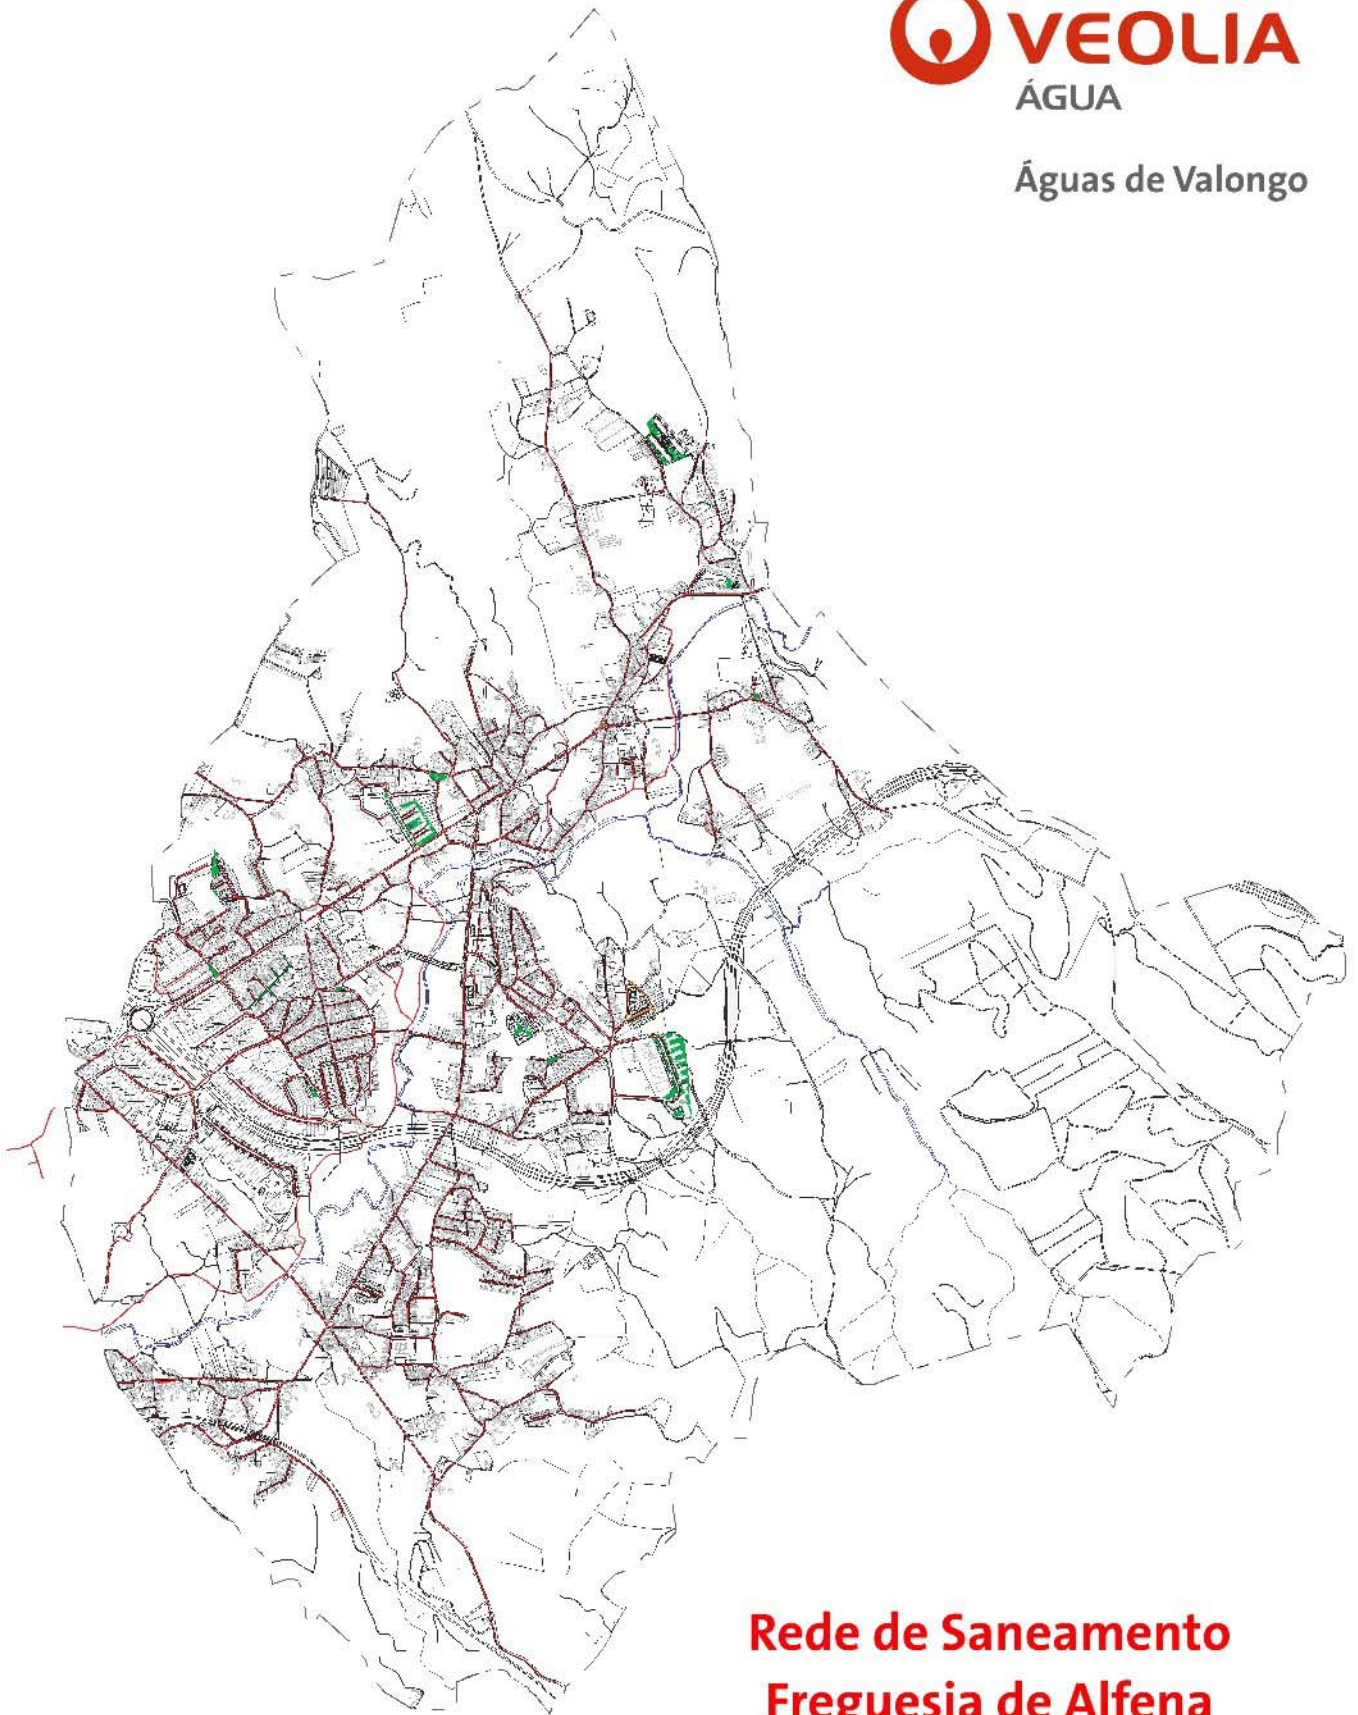 VEOLIA
ÁGUA
Águas de Valongo
Rede de Saneamento
Freguesia de Alfena